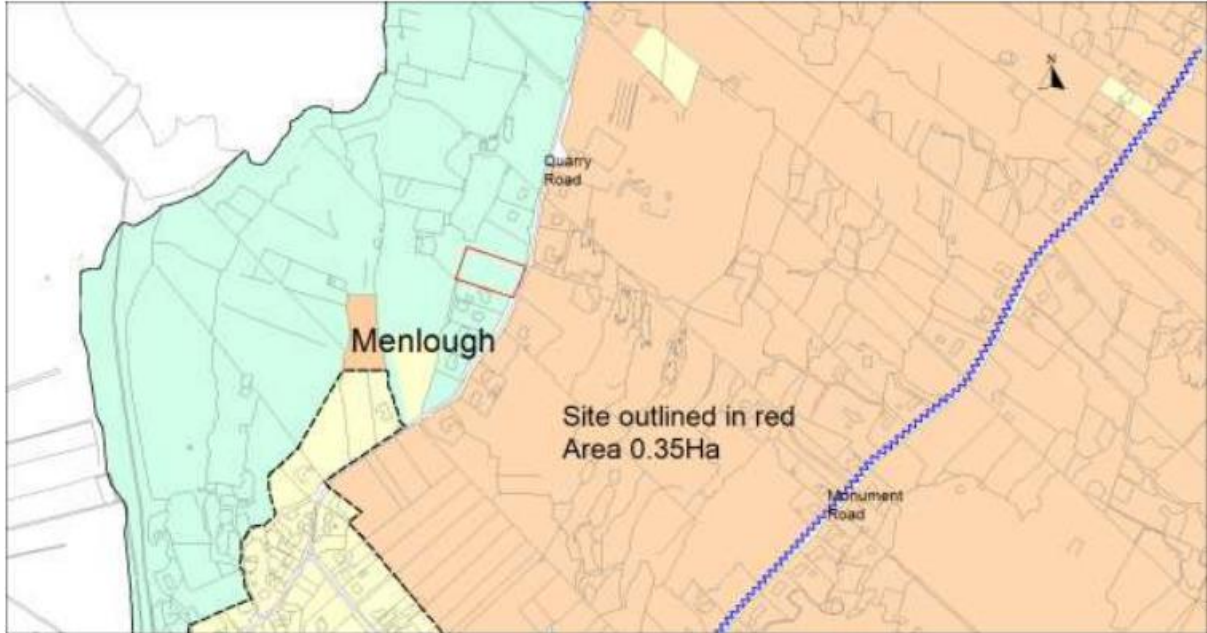 N
Quarry
Road
Menlough
Site outlined in red
Area 0.35Ha
Monument
Road